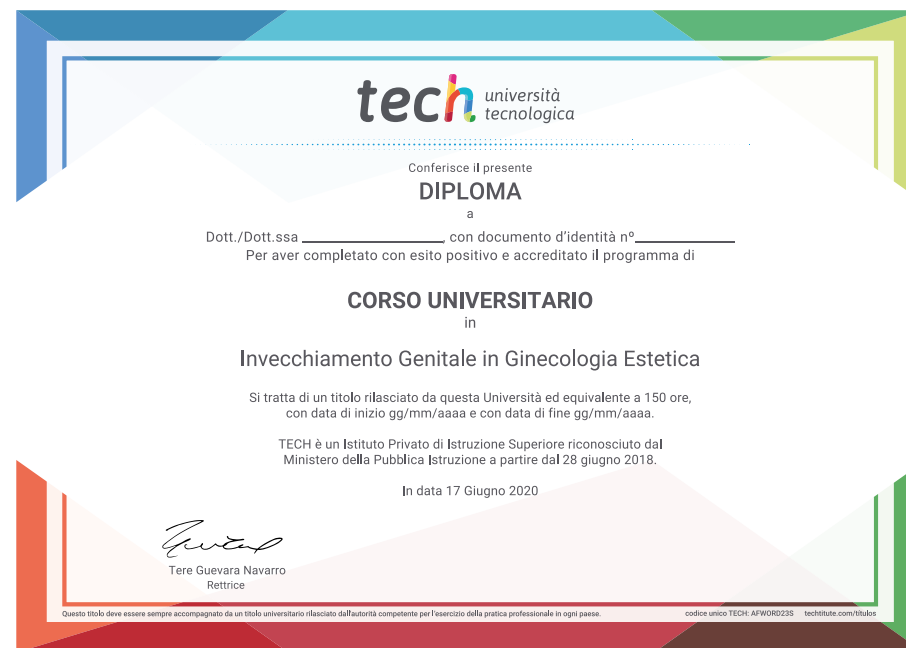 tech università
tecnologica
Conferisce il presente
DIPLOMA
a
Dott./Dott.ssa ____________________, con documento d'identità nº______________
Per aver completato con esito positivo e accreditato il programma di
CORSO UNIVERSITARIO
in
Invecchiamento Genitale in Ginecologia Estetica
Si tratta di un titolo rilasciato da questa Università ed equivalente a 150 ore,
con data di inizio gg/mm/aaaa e con data di fine gg/mm/aaaa.
TECH è un Istituto Privato di Istruzione Superiore riconosciuto dal
Ministero della Pubblica Istruzione a partire dal 28 giugno 2018.
In data 17 Giugno 2020
Tere Guevara Navarro
Rettrice
Questo titolo deve essere sempre accompagnato da un titolo universitario rilasciato dall'autorità competente per l'esercizio della pratica professionale in ogni paese. codice unico TECH: AFWORD23S techtitute.com/titulos